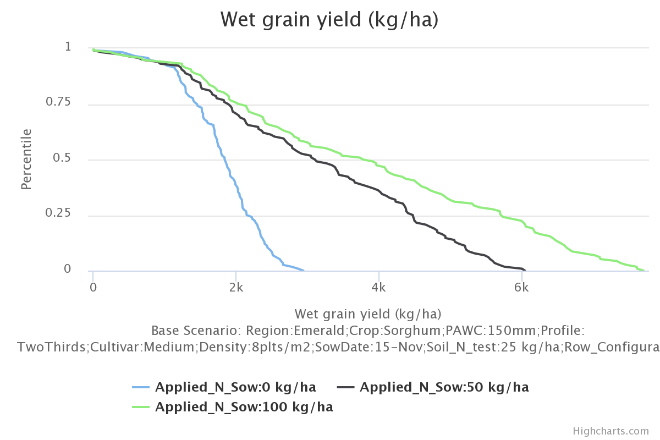 Wet grain yield (kg/ha)
1
0.75
0.5
0.25
0
Percentile
0
2k
4k
6k
Wet grain yield (kg/ha)
Base Scenario: Region:Emerald;Crop:Sorghum;PAWC:150mm;Profile:
TwoThirds;Cultivar:Medium;Density:8plts/m2;SowDate:15-Nov;Soil_N_test:25 kg/ha;Row_Configura
Applied_N_Sow:0 kg/ha
Applied_N_Sow:50 kg/ha
Applied_N_Sow:100 kg/ha
Highcharts.com